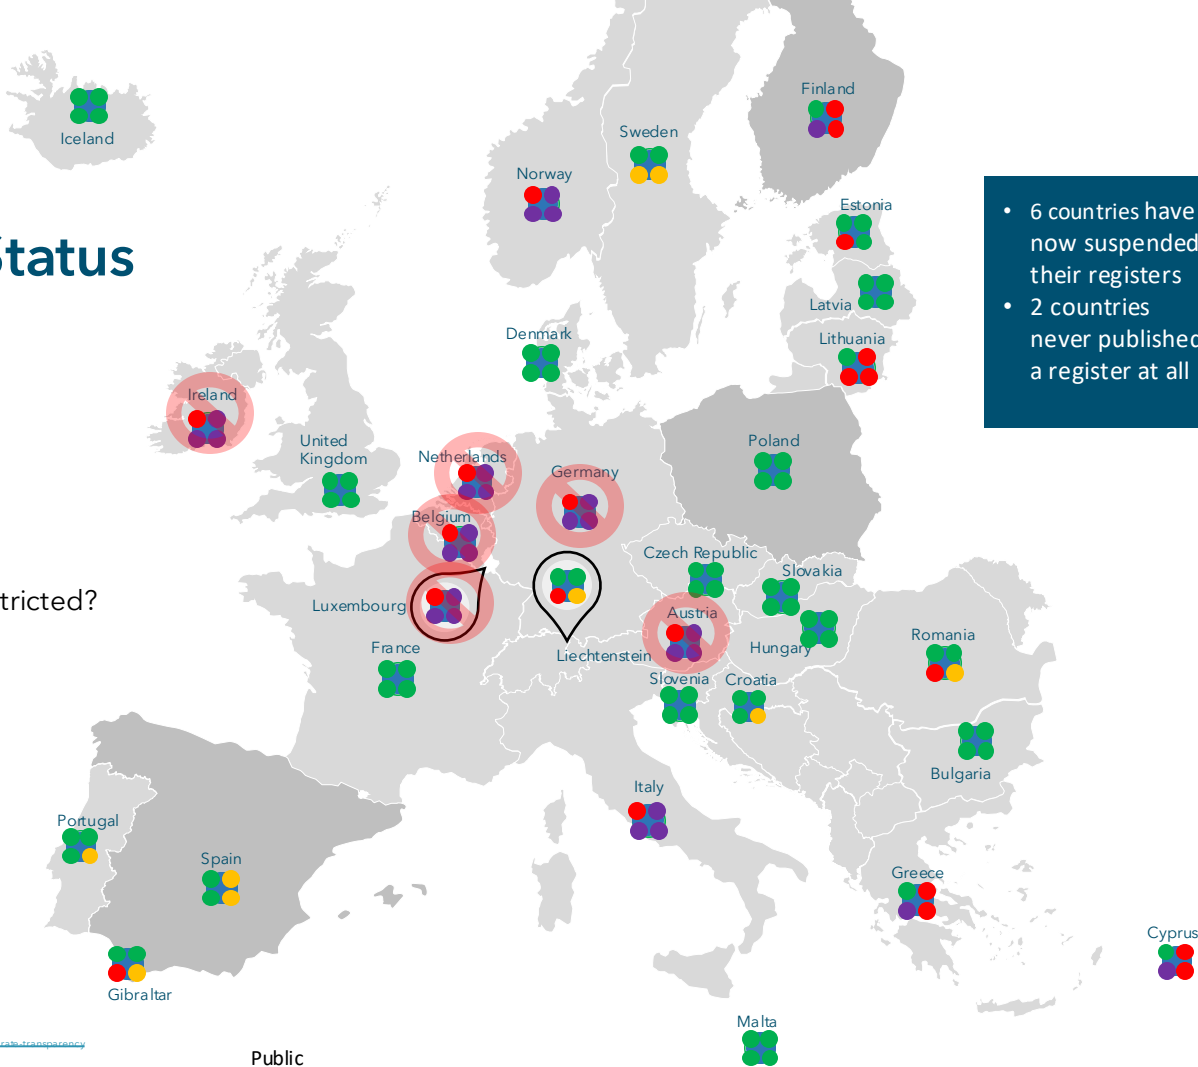 Finland
Sweden
Iceland
Norway
Estonia
• 6 countries have
now suspended
their registers
• 2 countries
never published
a register at all
Status
Latvia
Denmark
Lithuania
Ireland
United
Kingdom
Poland
Netherlands
Germany
Belgium
Czech Republic
Slovakia
tricted?
Luxembourg
Austria
Romania
France
Hungary
Liechtenstein
Slovenia
Croatia
Bulgaria
Italy
Portugal
Spain
Greece
Cyprus
Gibraltar
Malta
rate-transparency
Public